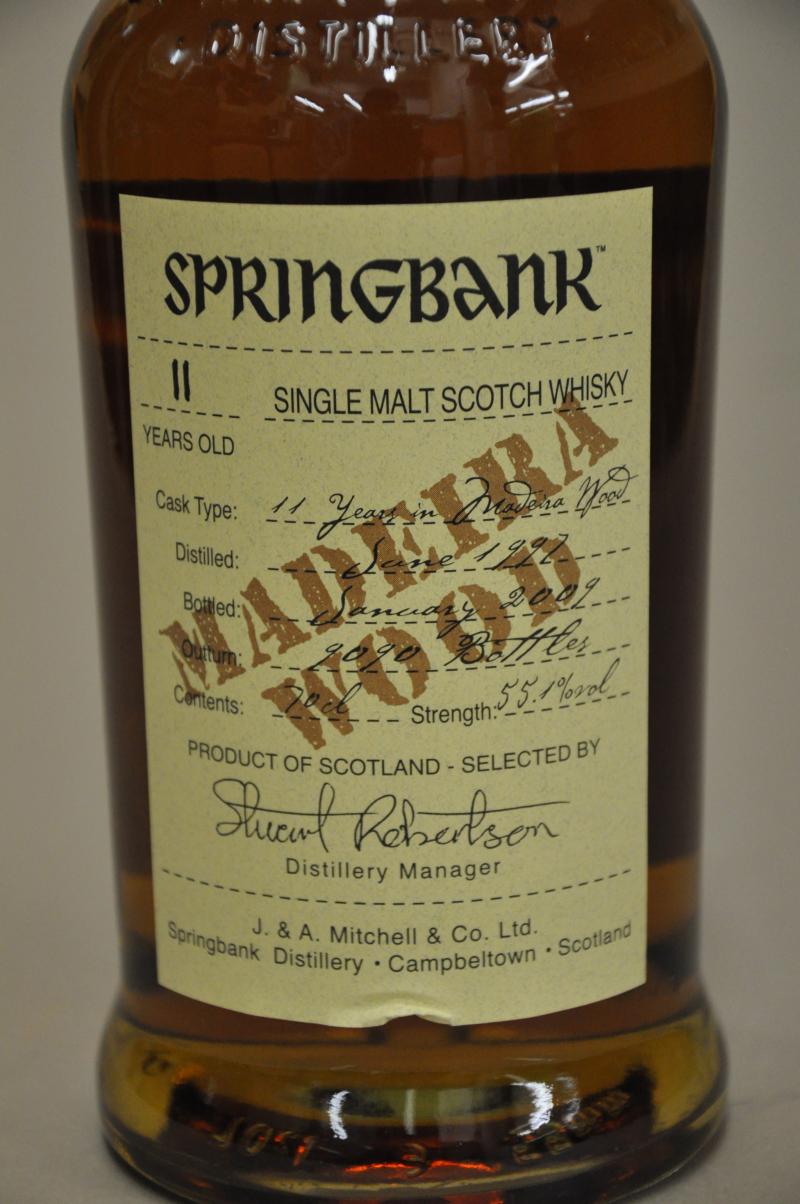 DISTILLERY
SPRINGBANK™
11
SINGLE MALT SCOTCH WHISKY
YEARS OLD
MADEIRA
WOOD
Cask Type: 11 Years in Madeira Wood
Distilled: June 1997
Bottled: January 2009
Outturn: 9090 Bottles
Contents: 70cl Strength: 55.1%vol
PRODUCT OF SCOTLAND - SELECTED BY
Stuart Robertson
Distillery Manager
J. & A. Mitchell & Co. Ltd.
Springbank Distillery • Campbeltown • Scotland